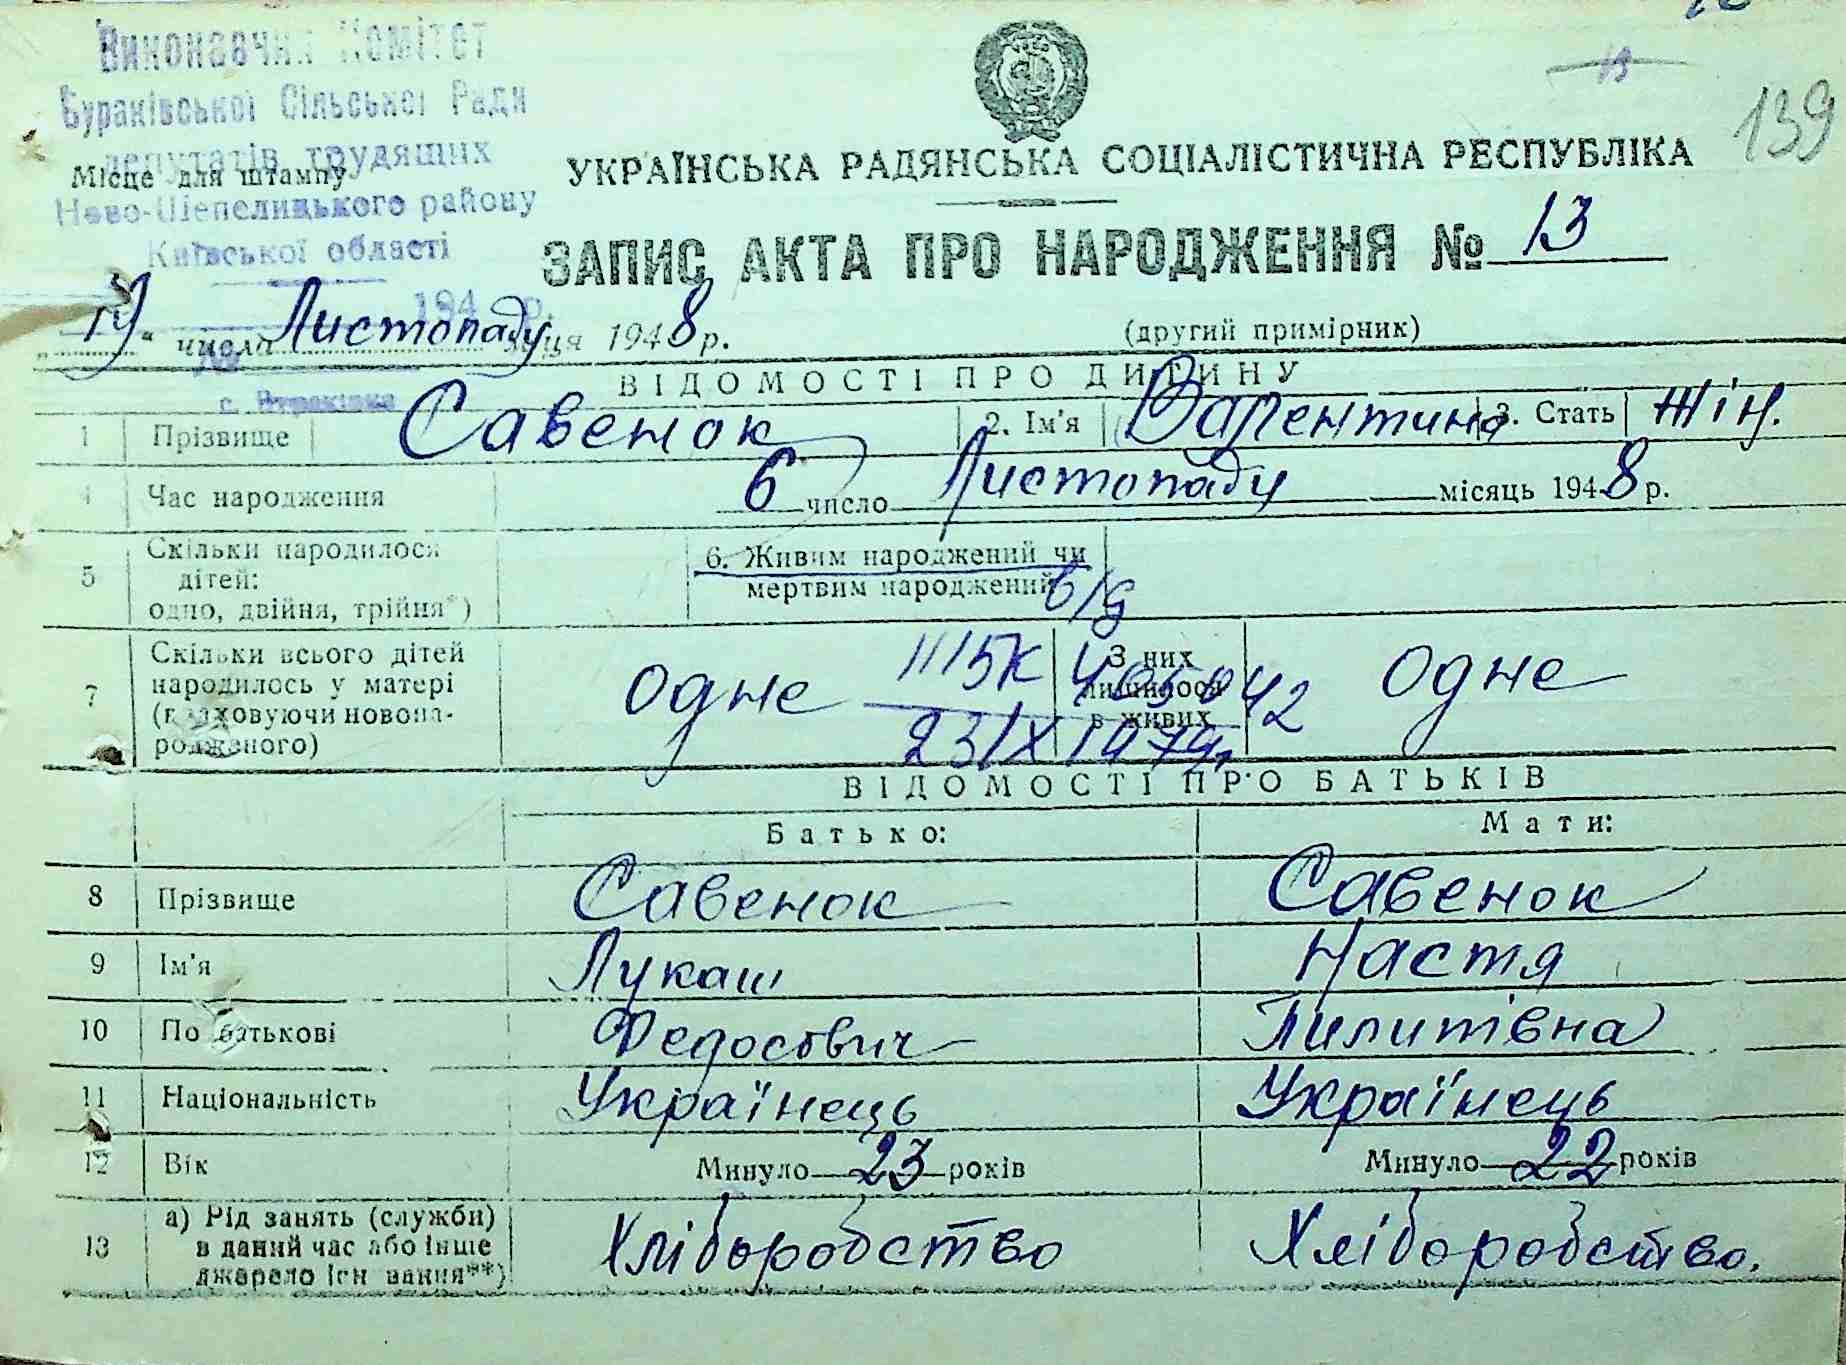 Виконавчий Комітет
Бураківської Сільської Ради
депутатів трудящих
Ново-Шепелицького району
Київської області
194 р.
с. Бураківка
Місце для штампу
19
139
УКРАЇНСЬКА РАДЯНСЬКА СОЦІАЛІСТИЧНА РЕСПУБЛІКА
ЗАПИС АКТА ПРО НАРОДЖЕННЯ № 13
(другий примірник)
„14“ числа Листопаду місяця 1948 р.
ВІДОМОСТІ ПРО ДИТИНУ
1 Прізвище Савенок 2. Ім'я Валентина 3. Стать жін.
4 Час народження 6 число Листопаду місяць 1948 р.
5 Скільки народилося дітей: одно, двійня, трійня*) 6. Живим народжений чи мертвим народжений
7 Скільки всього дітей народилось у матері (враховуючи новонародженого) одне З них лишилося в живих одне
23/IX 1979р.
ВІДОМОСТІ ПРО БАТЬКІВ
Батько: Мати:
8 Прізвище Савенок Савенок
9 Ім'я Лукаш Настя
10 По батькові Федосович Пилипівна
11 Національність Українець Українець
12 Вік Минуло 23 років Минуло 22 років
13 а) Рід занять (служби) в даний час або інше джерело існування**) Хліборобство Хліборобство.